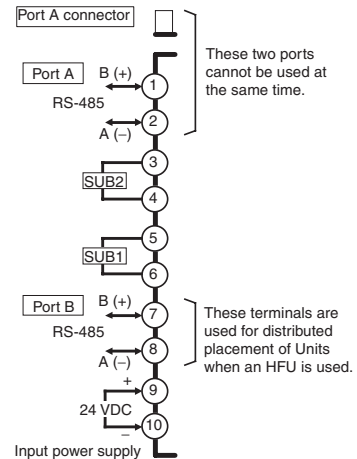 Port A connector
These two ports
cannot be used at
the same time.
Port A
B (+)
1
RS-485
2
A (−)
3
SUB2
4
5
SUB1
6
Port B
B (+)
7
These terminals are
used for distributed
placement of Units
when an HFU is used.
RS-485
8
A (−)
+
9
24 VDC
−
10
Input power supply